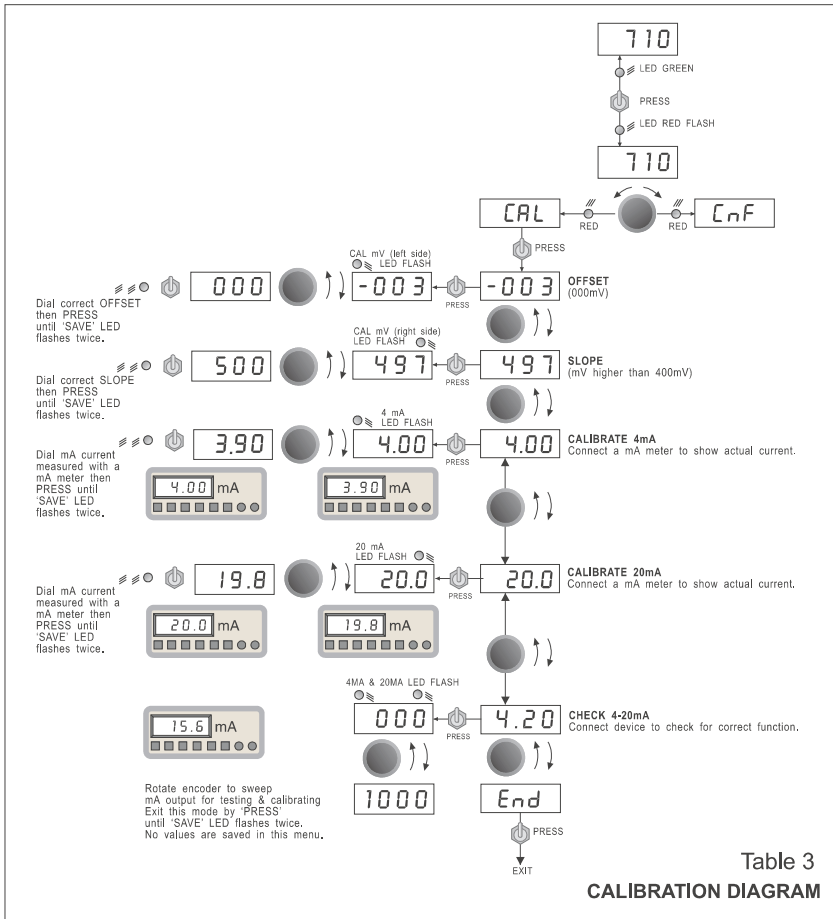 710
LED GREEN
PRESS
LED RED FLASH
710
CAL
RED
RED
CnF
PRESS
CAL mV (left side)
LED FLASH
000
-003
PRESS
-003
OFFSET
(000mV)
Dial correct OFFSET
then PRESS
until 'SAVE' LED
flashes twice.
CAL mV (right side)
LED FLASH
500
497
PRESS
497
SLOPE
(mV higher than 400mV)
Dial correct SLOPE
then PRESS
until 'SAVE' LED
flashes twice.
4 mA
LED FLASH
3.90
4.00
PRESS
4.00
CALIBRATE 4mA
Connect a mA meter to show actual current.
Dial mA current
measured with a
mA meter then
PRESS until
'SAVE' LED
flashes twice.
4.00 mA
3.90 mA
20 mA
LED FLASH
19.8
20.0
PRESS
20.0
CALIBRATE 20mA
Connect a mA meter to show actual current.
Dial mA current
measured with a
mA meter then
PRESS until
'SAVE' LED
flashes twice.
20.0 mA
19.8 mA
4MA & 20MA LED FLASH
000
PRESS
4.20
CHECK 4-20mA
Connect device to check for correct function.
15.6 mA
Rotate encoder to sweep
mA output for testing & calibrating
Exit this mode by 'PRESS'
until 'SAVE' LED flashes twice.
No values are saved in this menu.
1000
End
PRESS
EXIT
Table 3
CALIBRATION DIAGRAM